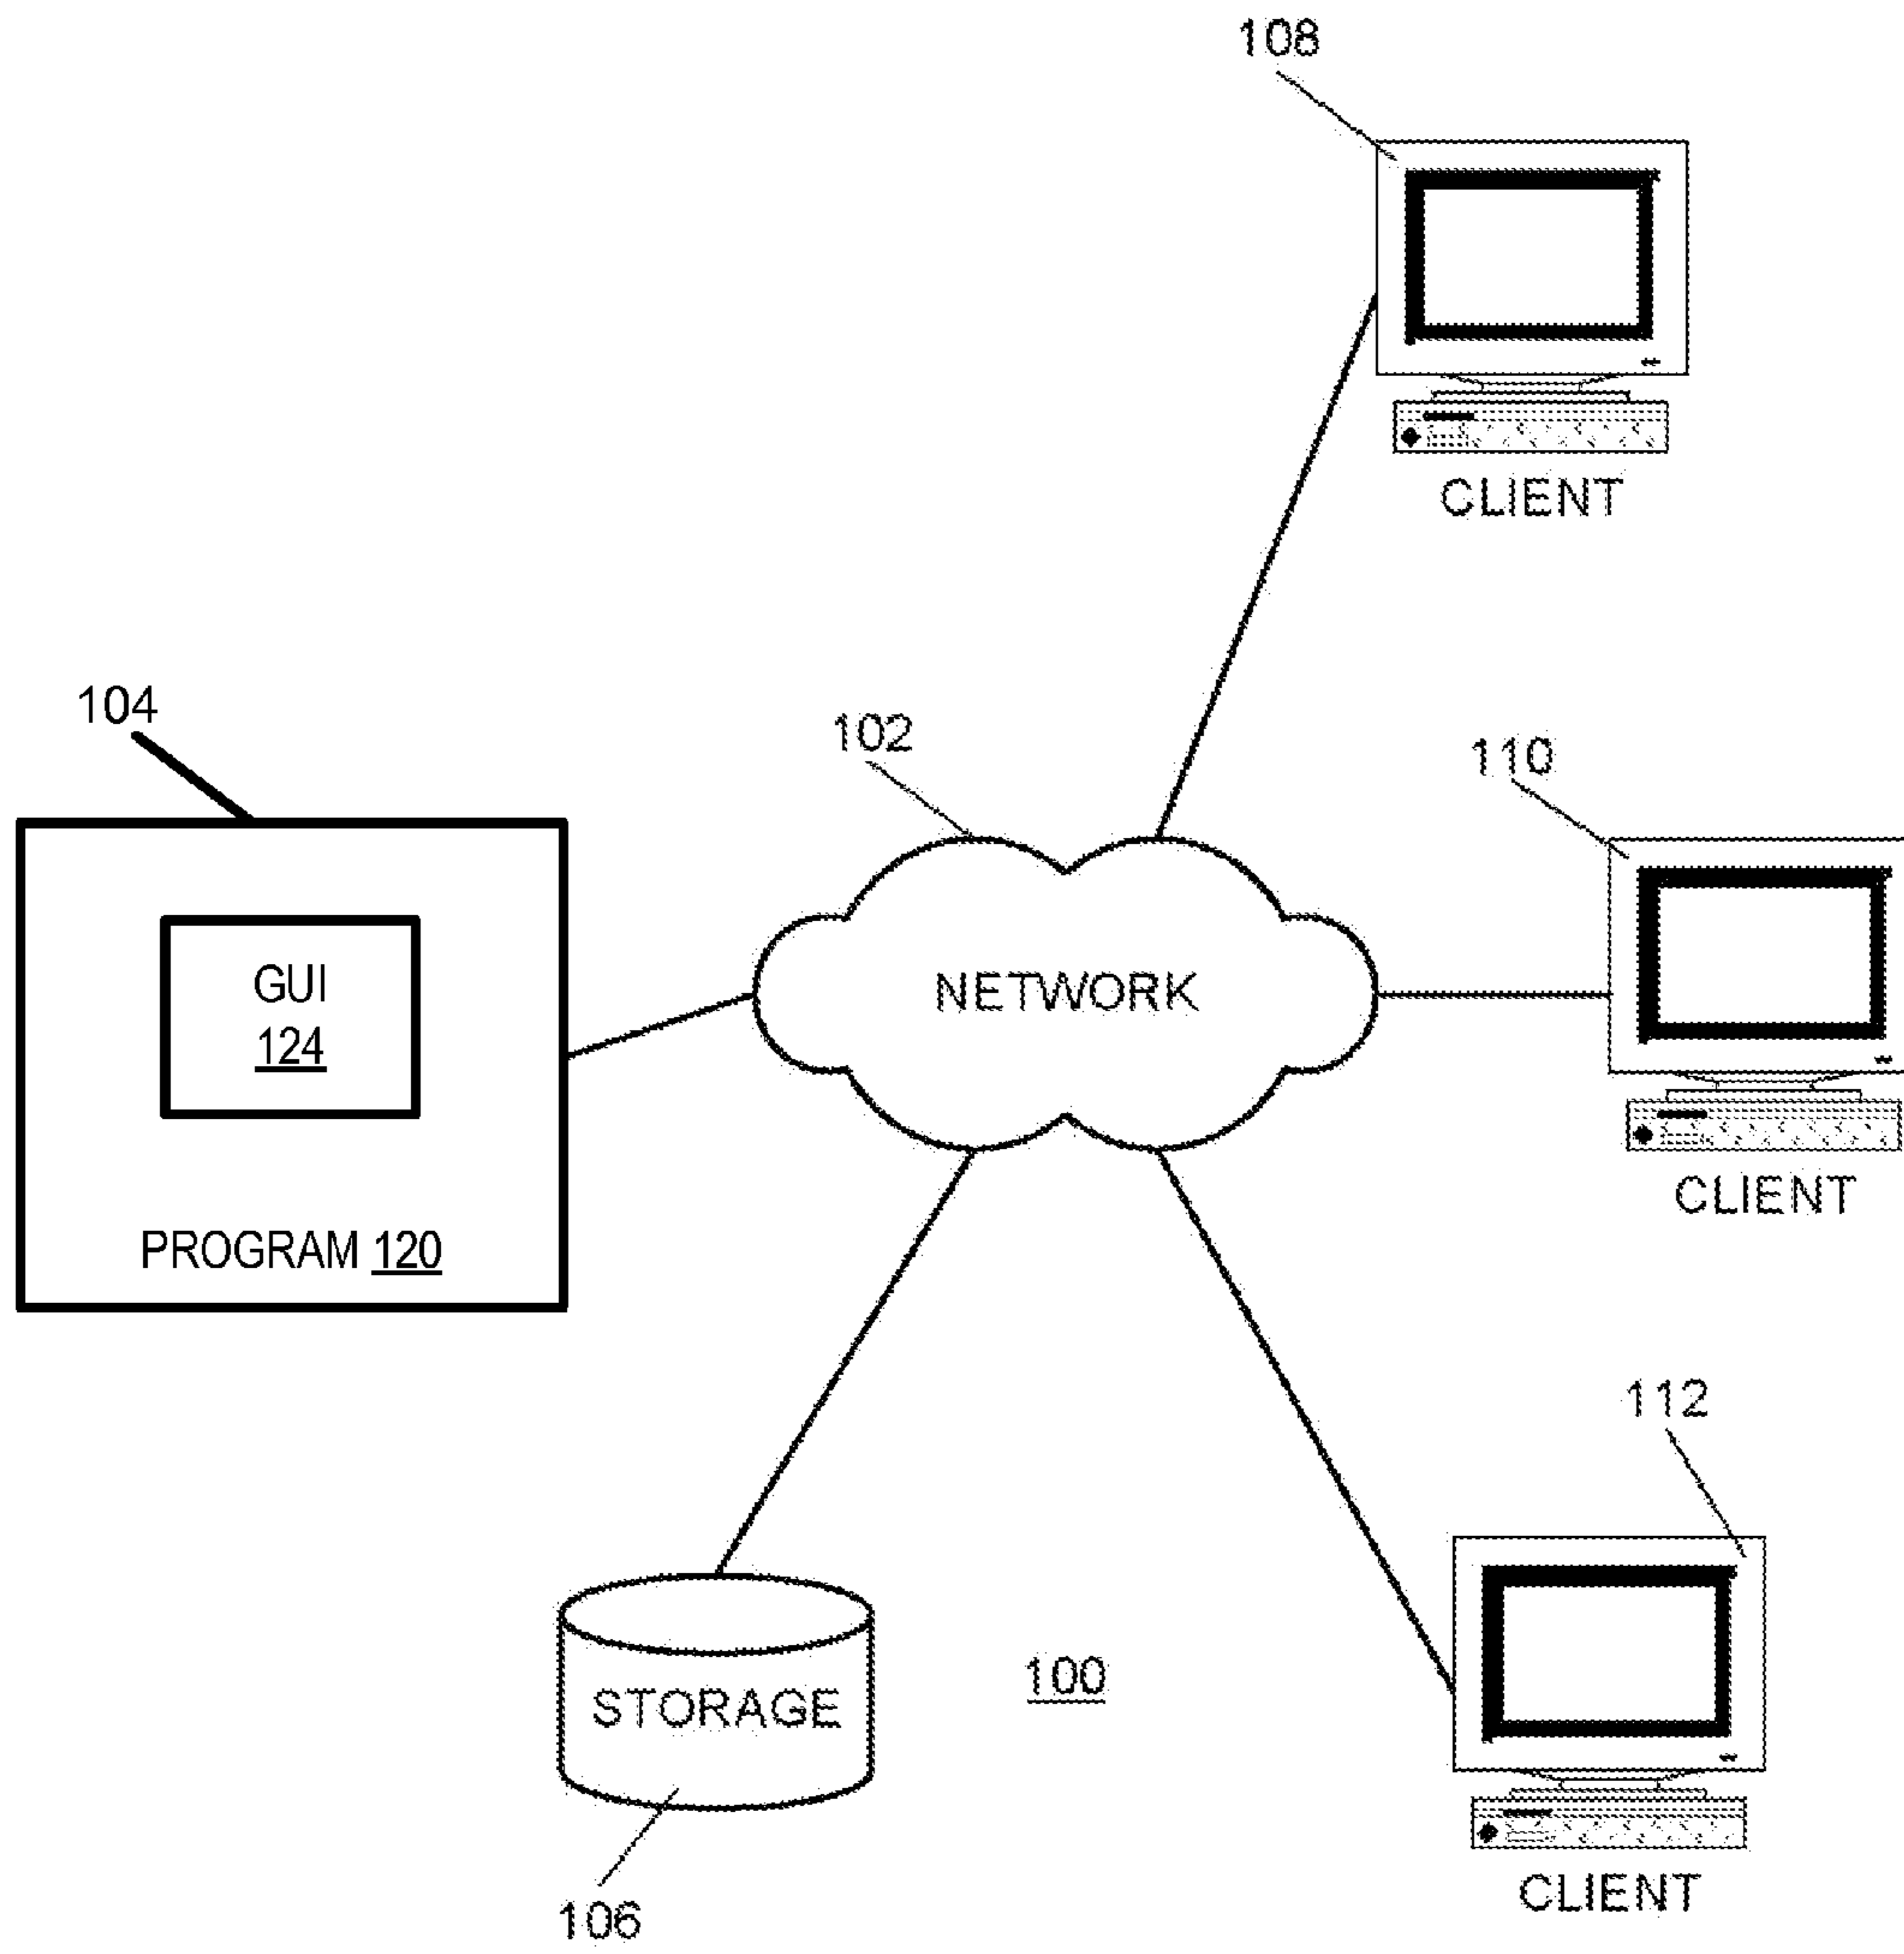 108
CLIENT
104
102
110
GUI
124
NETWORK
PROGRAM 120
CLIENT
112
STORAGE
100
106
CLIENT